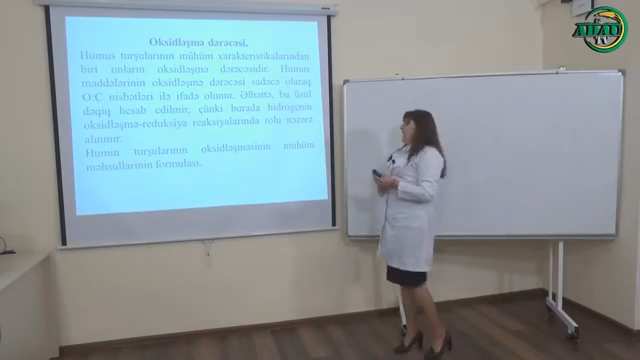 Oksidləşmə dərəcəsi,
Humus turşularının mühüm xarakteristikalarından
biri onların oksidləşmə dərəcəsidir. Humus
maddələrinin oksidləşmə dərəcəsi sadəcə olaraq
O:C nisbətləri ilə ifadə olunur. Əlbəttə, bu üsul
dəqiq hesab edilmir, çünki burada hidrogenin
oksidləşmə-reduksiya reaksiyalarında rolu nəzərə
alınmır.
Humin turşularının oksidləşməsinin mühüm
məhsullarinin formulası.
ADAU
TV